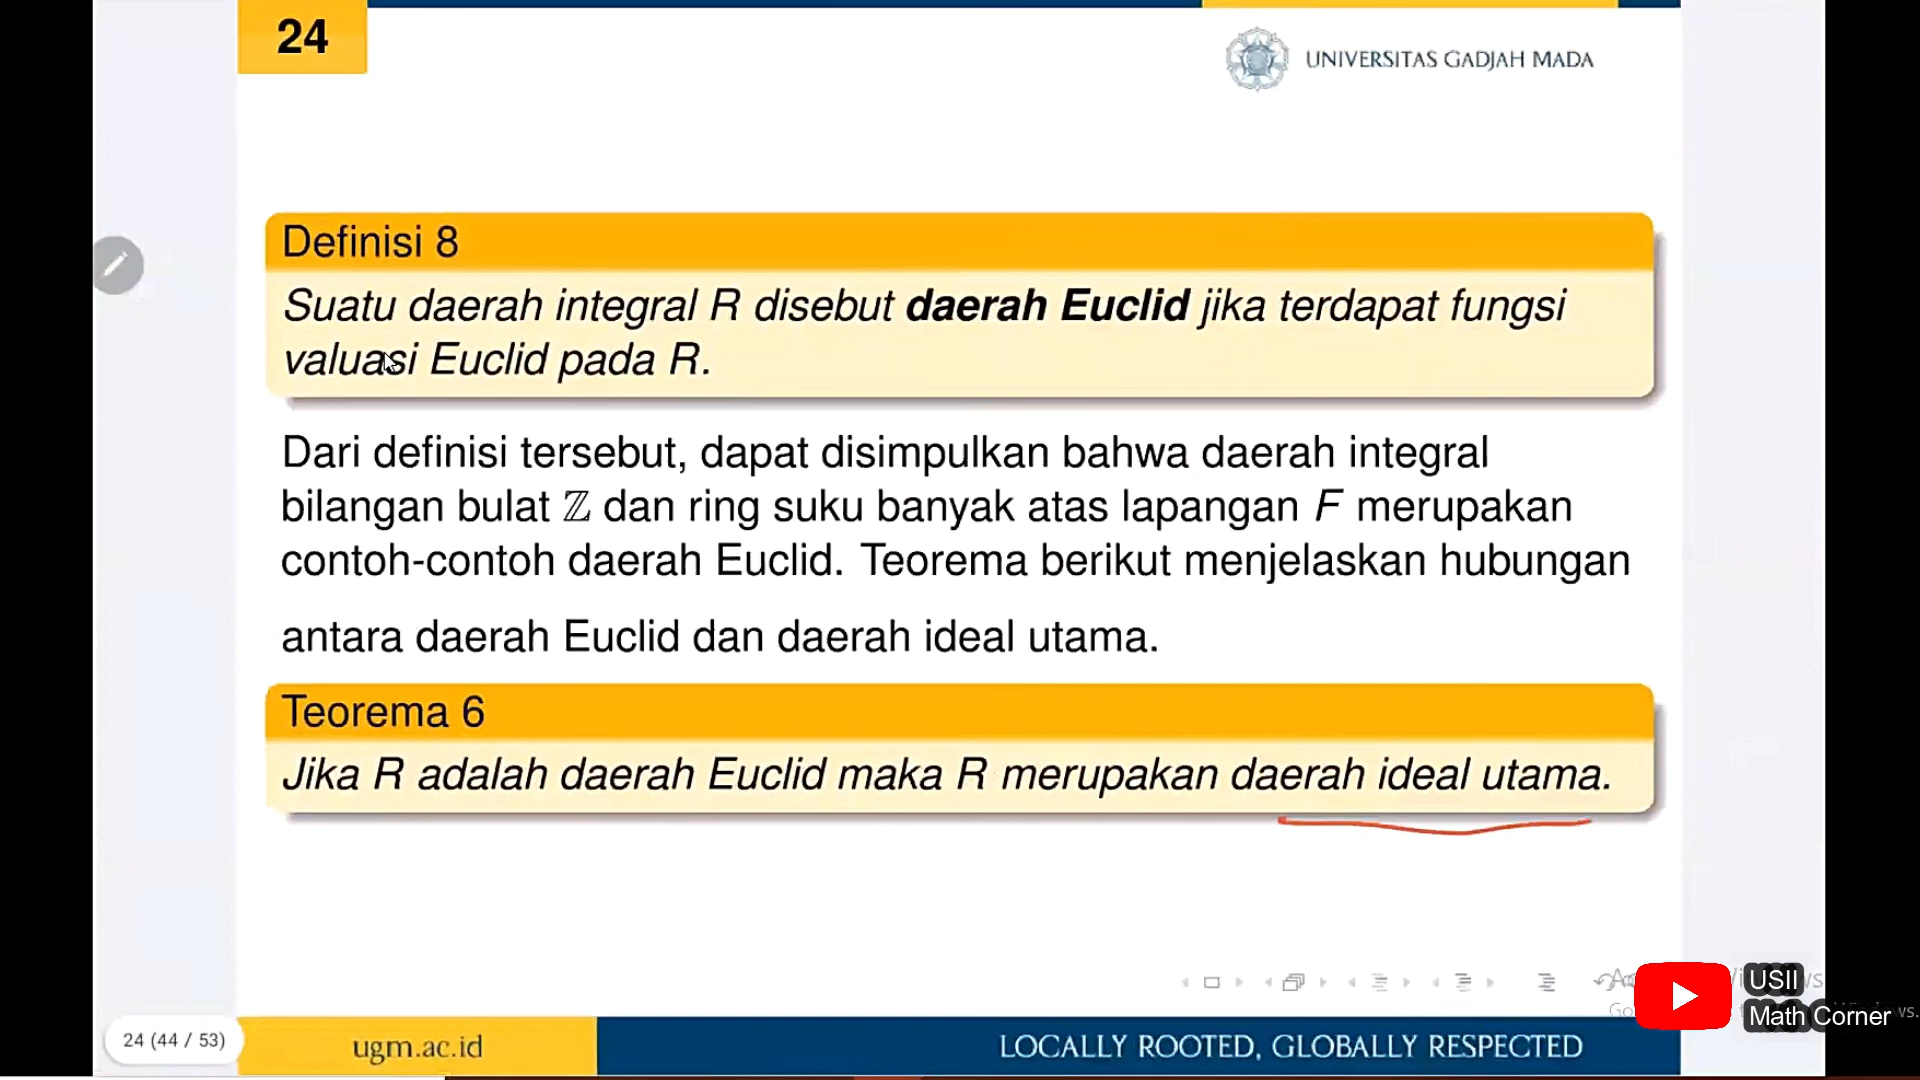 24
UNIVERSITAS GADJAH MADA
Definisi 8
Suatu daerah integral R disebut daerah Euclid jika terdapat fungsi
valuasi Euclid pada R.
Dari definisi tersebut, dapat disimpulkan bahwa daerah integral
bilangan bulat ℤ dan ring suku banyak atas lapangan F merupakan
contoh-contoh daerah Euclid. Teorema berikut menjelaskan hubungan
antara daerah Euclid dan daerah ideal utama.
Teorema 6
Jika R adalah daerah Euclid maka R merupakan daerah ideal utama.
USII
Math Corner
24 (44 / 53)
ugm.ac.id
LOCALLY ROOTED, GLOBALLY RESPECTED